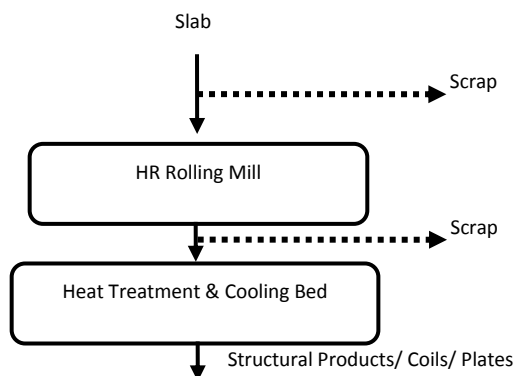 Slab
Scrap
HR Rolling Mill
Scrap
Heat Treatment & Cooling Bed
Structural Products/ Coils/ Plates